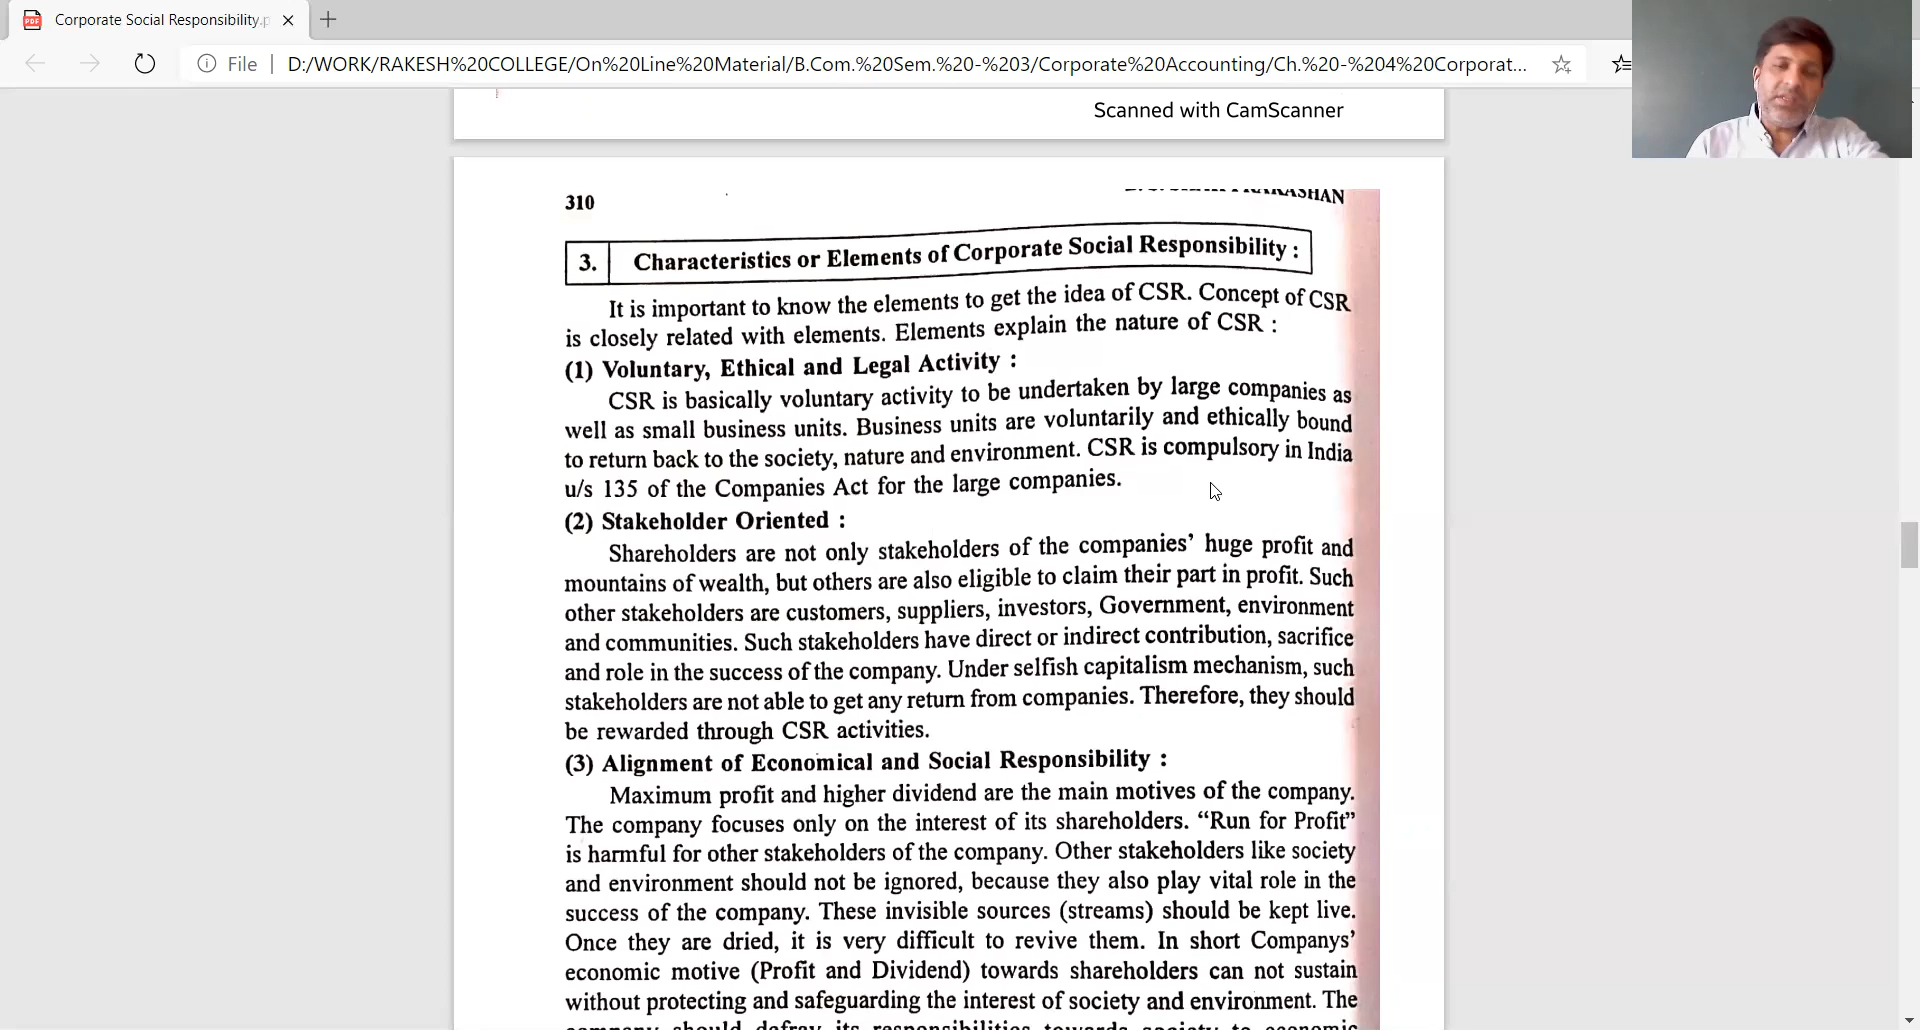 Corporate Social Responsibility.p
File
D:/WORK/RAKESH%20COLLEGE/On%20Line%20Material/B.Com.%20Sem.%20-%203/Corporate%20Accounting/Ch.%20-%204%20Corporat...
Scanned with CamScanner
310
3. Characteristics or Elements of Corporate Social Responsibility :
It is important to know the elements to get the idea of CSR. Concept of CSR
is closely related with elements. Elements explain the nature of CSR :
(1) Voluntary, Ethical and Legal Activity :
CSR is basically voluntary activity to be undertaken by large companies as
well as small business units. Business units are voluntarily and ethically bound
to return back to the society, nature and environment. CSR is compulsory in India
u/s 135 of the Companies Act for the large companies.
(2) Stakeholder Oriented :
Shareholders are not only stakeholders of the companies' huge profit and
mountains of wealth, but others are also eligible to claim their part in profit. Such
other stakeholders are customers, suppliers, investors, Government, environment
and communities. Such stakeholders have direct or indirect contribution, sacrifice
and role in the success of the company. Under selfish capitalism mechanism, such
stakeholders are not able to get any return from companies. Therefore, they should
be rewarded through CSR activities.
(3) Alignment of Economical and Social Responsibility :
Maximum profit and higher dividend are the main motives of the company.
The company focuses only on the interest of its shareholders. “Run for Profit”
is harmful for other stakeholders of the company. Other stakeholders like society
and environment should not be ignored, because they also play vital role in the
success of the company. These invisible sources (streams) should be kept live.
Once they are dried, it is very difficult to revive them. In short Companys'
economic motive (Profit and Dividend) towards shareholders can not sustain
without protecting and safeguarding the interest of society and environment. The
company should defray its responsibilities towards society to economic